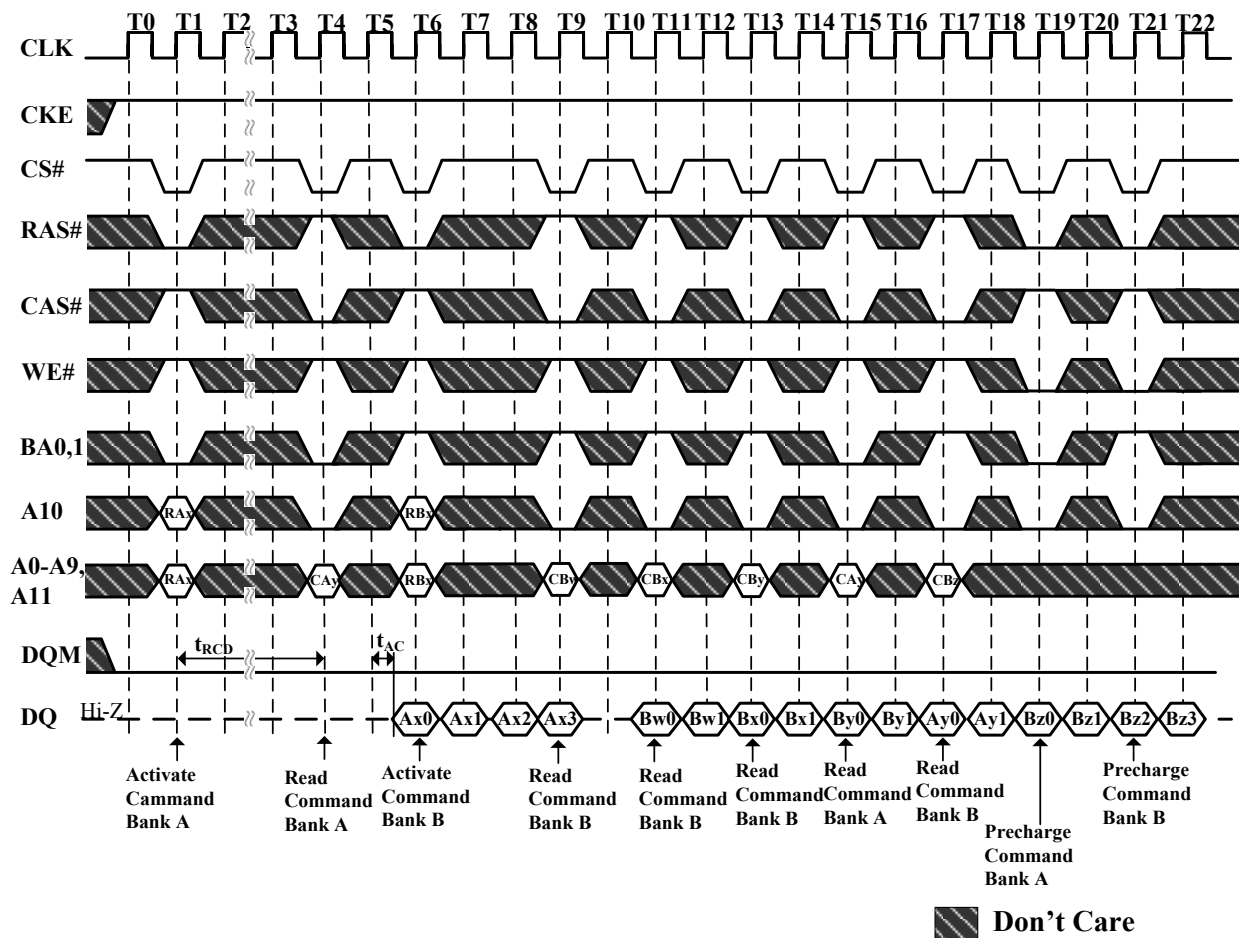 T0 T1 T2 T3 T4 T5 T6 T7 T8 T9 T10 T11 T12 T13 T14 T15 T16 T17 T18 T19 T20 T21 T22
CLK
CKE
CS#
RAS#
CAS#
WE#
BA0,1
A10 RAx RBx
A0-A9,
A11
RAx CAy RBx CBw CBx CBy CAy CBz
DQM tRCD tAC
DQ Hi-Z Ax0 Ax1 Ax2 Ax3 Bw0 Bw1 Bx0 Bx1 By0 By1 Ay0 Ay1 Bz0 Bz1 Bz2 Bz3
Activate
Cammand
Bank A
Read
Command
Bank A
Activate
Command
Bank B
Read
Command
Bank B
Read
Command
Bank B
Read
Command
Bank B
Read
Command
Bank A
Read
Command
Bank B
Precharge
Command
Bank A
Precharge
Command
Bank B
Don't Care